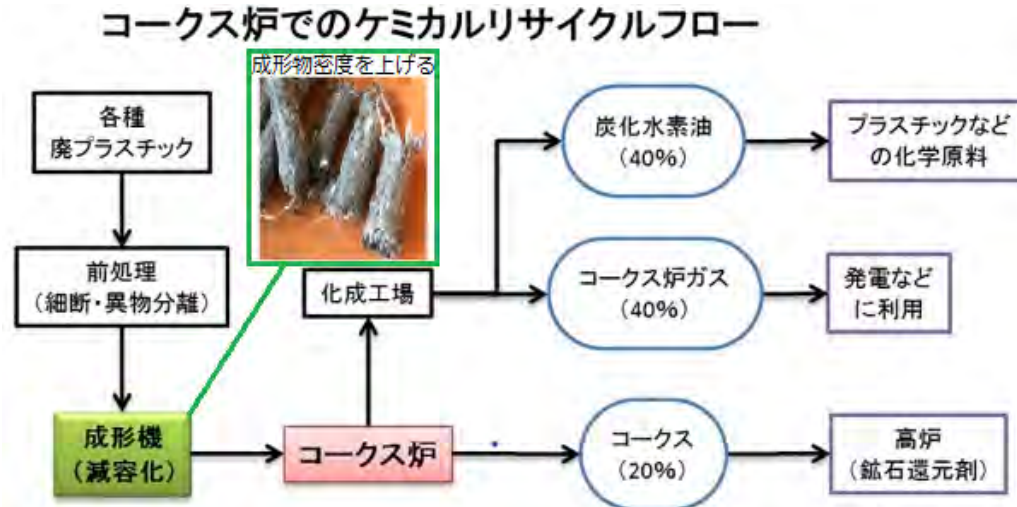 コークス炉でのケミカルリサイクルフロー
成形物密度を上げる
各種
廃プラスチック
炭化水素油
（40%）
プラスチックなど
の化学原料
前処理
（細断・異物分離）
化成工場
コークス炉ガス
（40%）
発電など
に利用
成形機
（減容化）
コークス炉
コークス
（20%）
高炉
（鉱石還元剤）